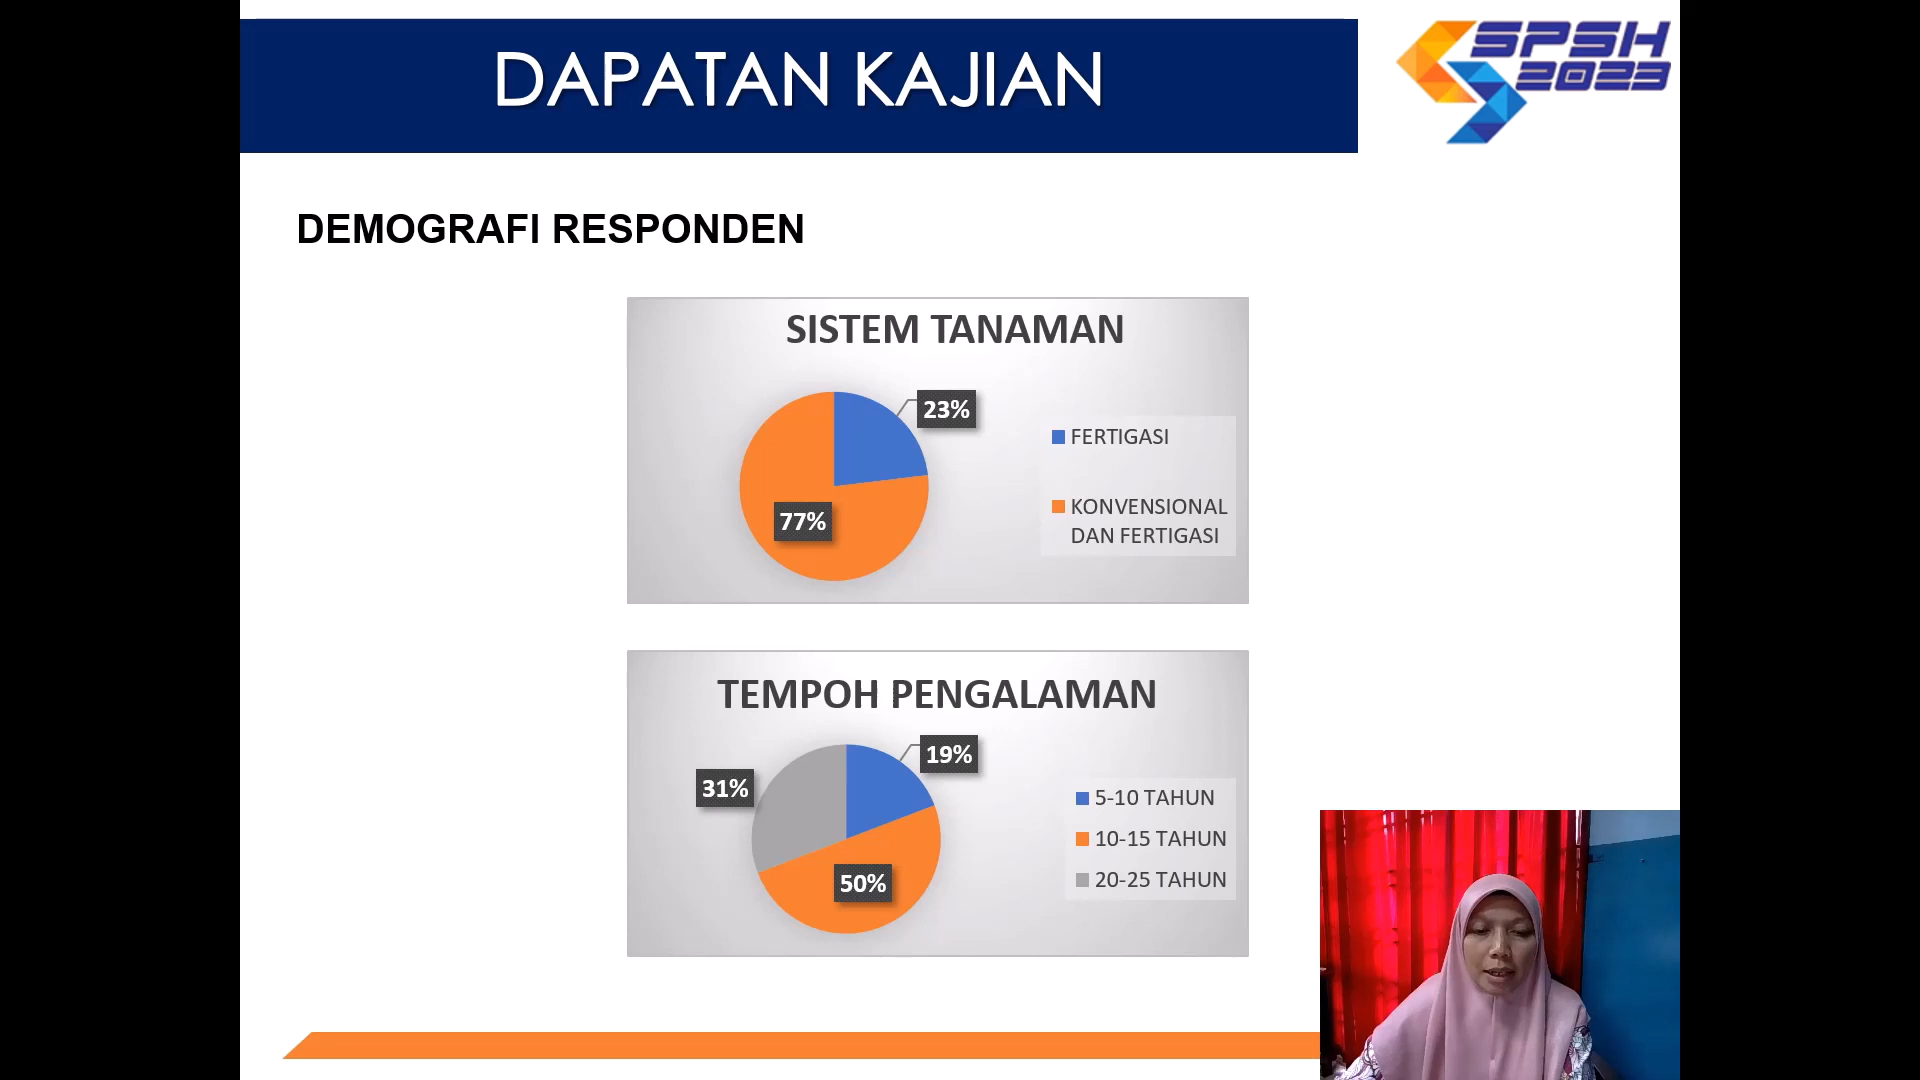 DAPATAN KAJIAN
SPSH
2023
DEMOGRAFI RESPONDEN
SISTEM TANAMAN
23%
77%
FERTIGASI
KONVENSIONAL
DAN FERTIGASI
TEMPOH PENGALAMAN
19%
31%
50%
5-10 TAHUN
10-15 TAHUN
20-25 TAHUN